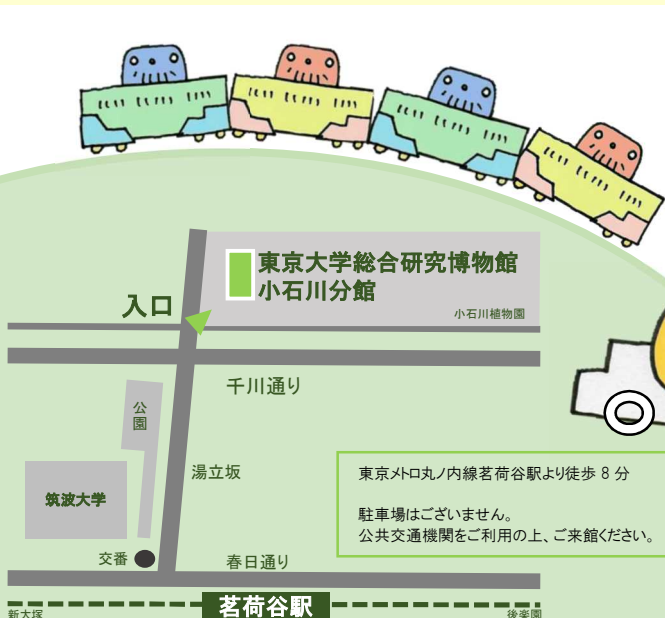 東京大学総合研究博物館
小石川分館
小石川植物園
入口
千川通り
公園
湯立坂
筑波大学
東京メトロ丸ノ内線茗荷谷駅より徒歩 8 分
駐車場はございません。
公共交通機関をご利用の上、ご来館ください。
交番
春日通り
茗荷谷駅
新大塚
後楽園